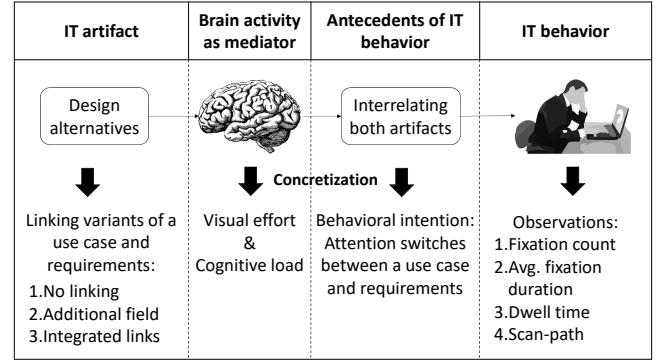 IT artifact
Brain activity
as mediator
Antecedents of IT
behavior
IT behavior
Design
alternatives
Interrelating
both artifacts
Concretization
Linking variants of a
use case and
requirements:
1.No linking
2.Additional field
3.Integrated links
Visual effort
&
Cognitive load
Behavioral intention:
Attention switches
between a use case
and requirements
Observations:
1.Fixation count
2.Avg. fixation
duration
3.Dwell time
4.Scan-path